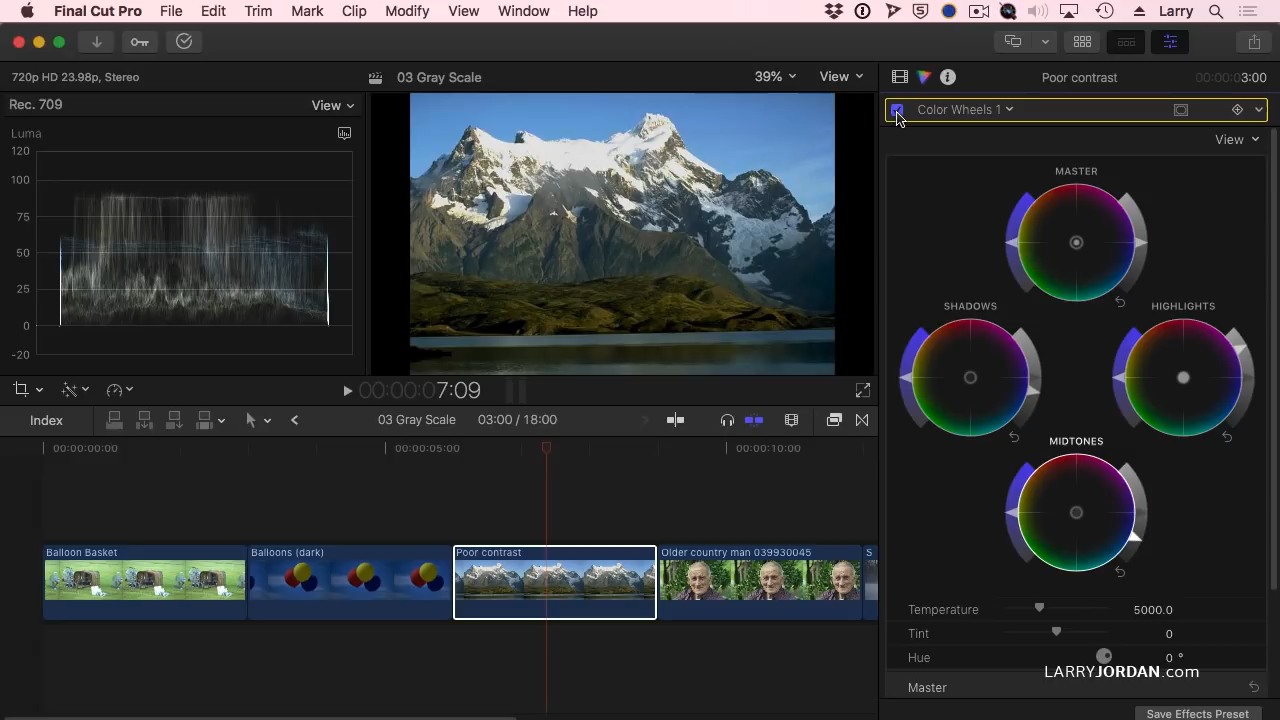 Final Cut Pro File Edit Trim Mark Clip Modify View Window Help Larry
720p HD 23.98p, Stereo 03 Gray Scale 39% View Poor contrast 00:00:03:00
Rec. 709 View Color Wheels 1
Luma View
120
100
75
50
25
0
-20
MASTER
SHADOWS HIGHLIGHTS
MIDTONES
00:00:07:09
Index 03 Gray Scale 03:00 / 18:00
00:00:00:00 00:00:05:00 00:00:10:00
Balloon Basket Balloons (dark) Poor contrast Older country man 039930045 S
Temperature 5000.0
Tint 0
Hue 0 °
LARRYJORDAN.com
Master
Save Effects Preset